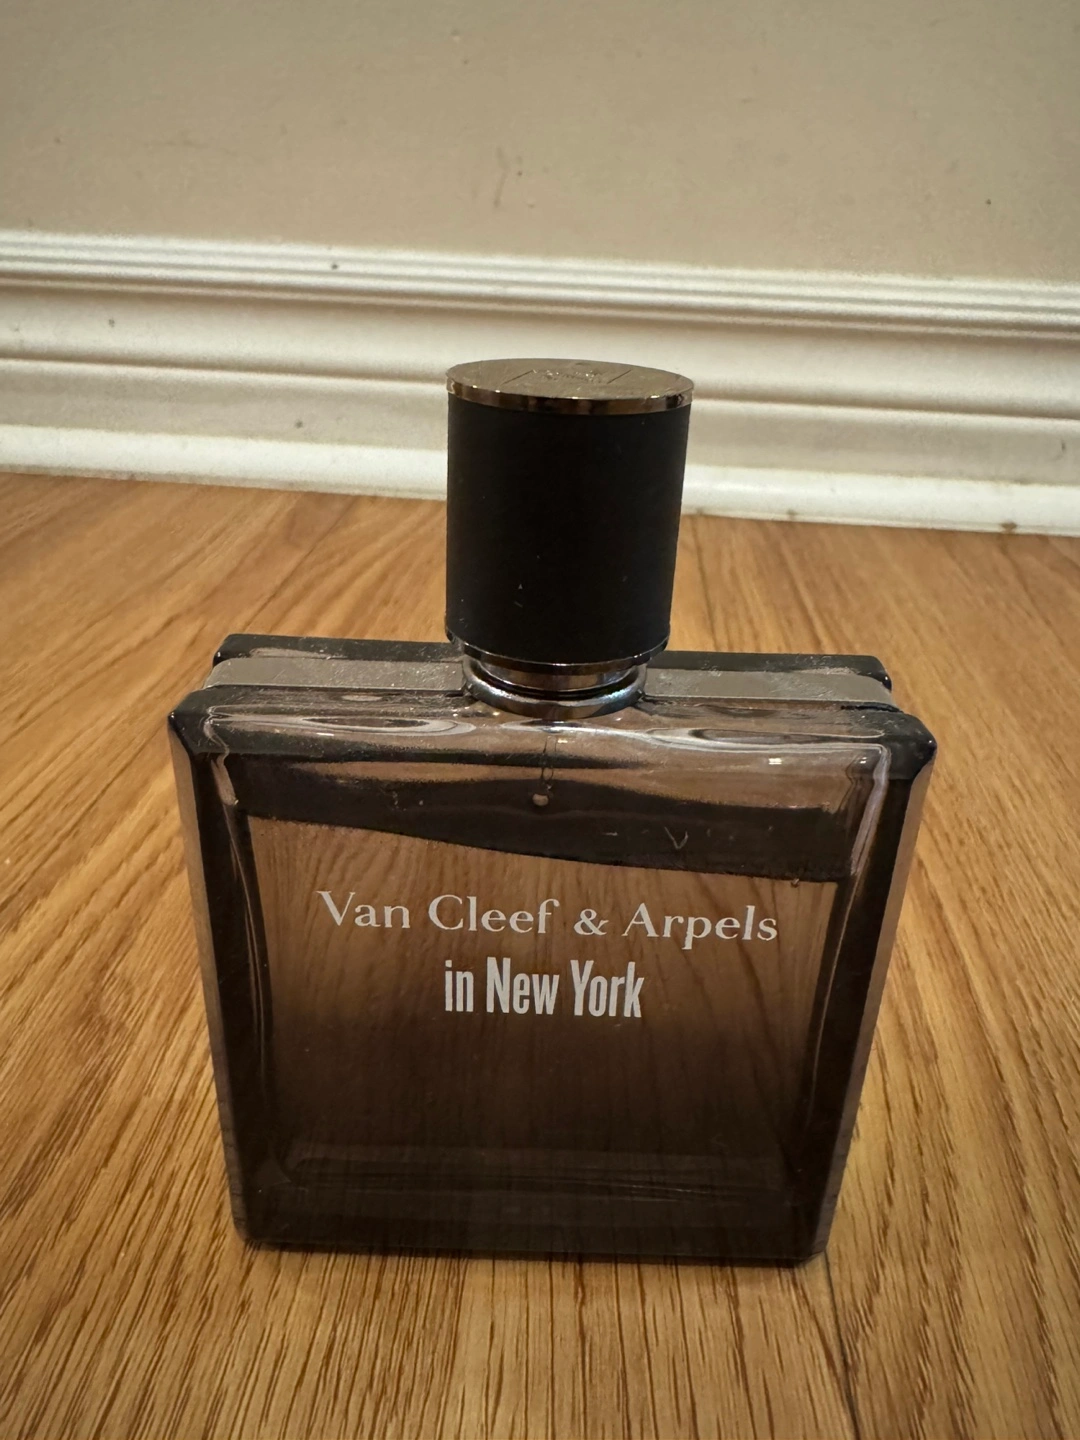 Van Cleef & Arpels
in New York